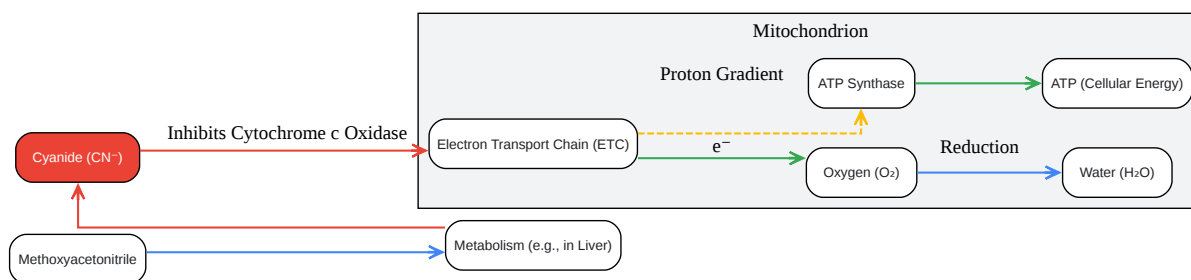 Mitochondrion
Proton Gradient
ATP Synthase
ATP (Cellular Energy)
Inhibits Cytochrome c Oxidase
Cyanide (CN⁻)
Electron Transport Chain (ETC)
e⁻
Reduction
Oxygen (O₂)
Water (H₂O)
Methoxyacetonitrile
Metabolism (e.g., in Liver)